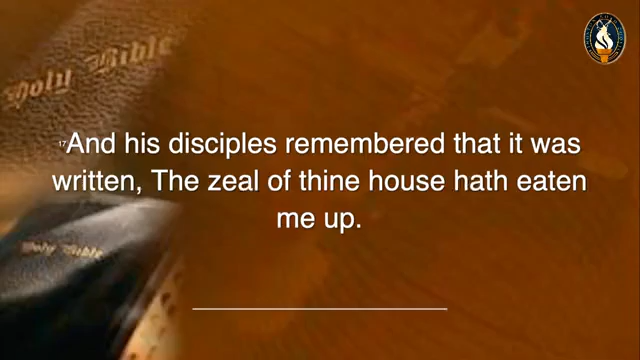 Holy Bible
17And his disciples remembered that it was
written, The zeal of thine house hath eaten
me up.
Holy Bible